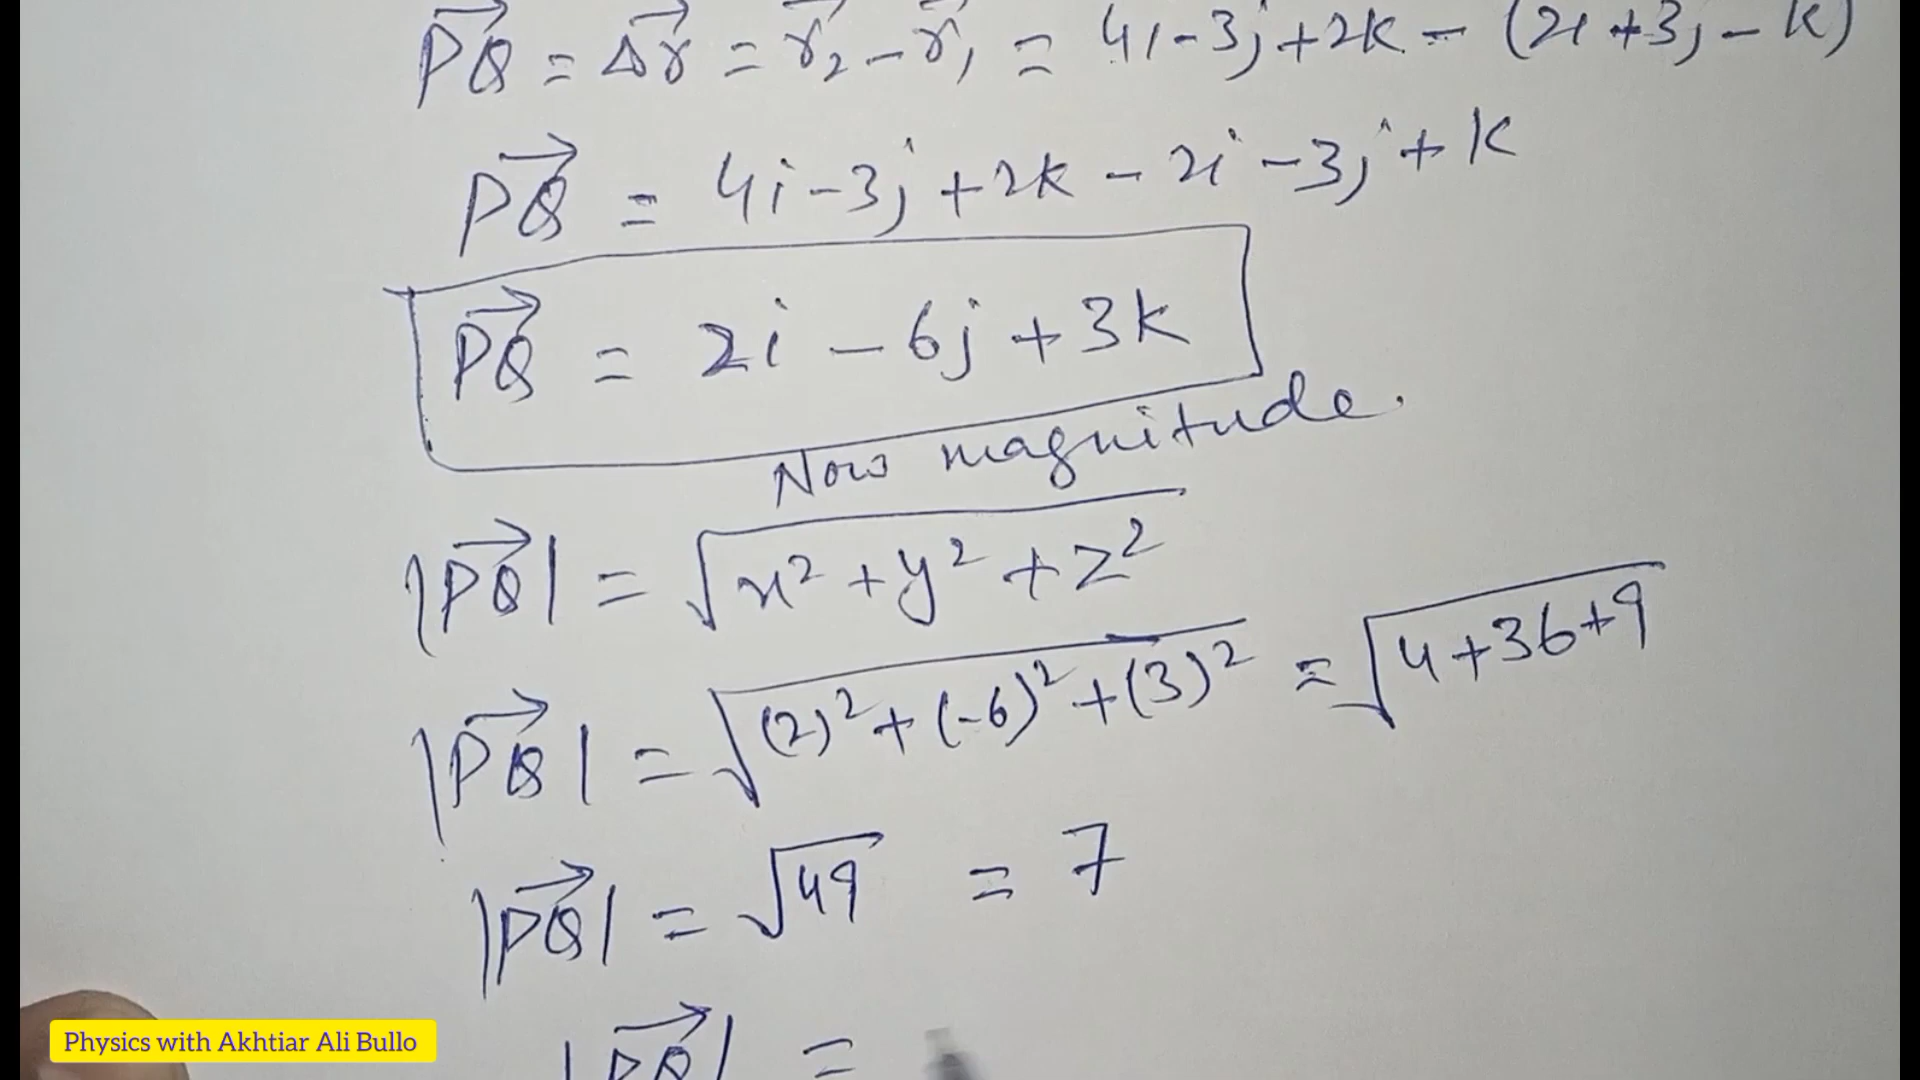 PQ⃗ = Δr⃗ = r⃗₂ - r⃗₁ = 4i-3j+2k - (2i+3j-k)
PQ⃗ = 4i-3j+2k-2i-3j+k
PQ⃗ = 2i - 6j + 3k
Now magnitude.
|PQ⃗| = √(x²+y²+z²)
|PQ⃗| = √((2)²+(-6)²+(3)²) = √(4+36+9)
|PQ⃗| = √49 = 7
|PQ⃗| =
Physics with Akhtiar Ali Bullo